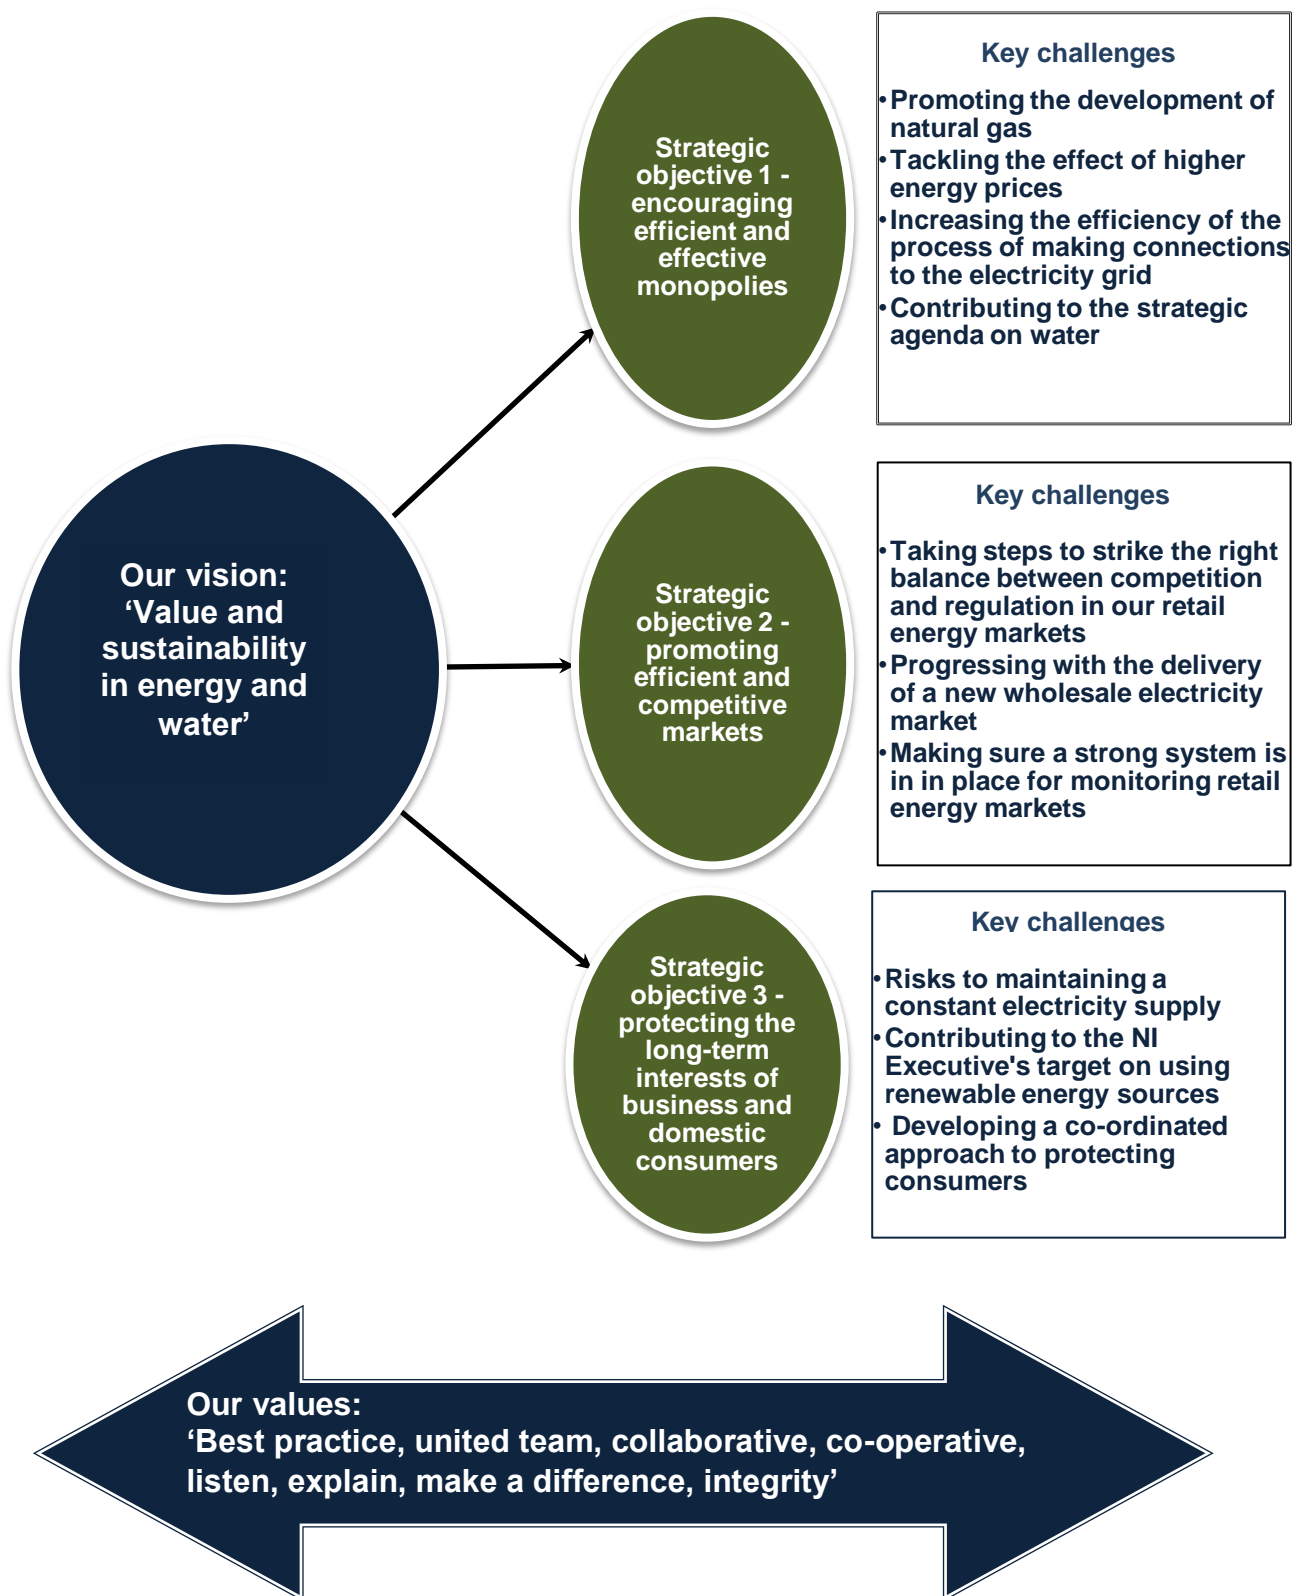 Our vision:
‘Value and
sustainability
in energy and
water’
Strategic
objective 1 -
encouraging
efficient and
effective
monopolies
Key challenges
•Promoting the development of
natural gas
•Tackling the effect of higher
energy prices
•Increasing the efficiency of the
process of making connections
to the electricity grid
•Contributing to the strategic
agenda on water
Strategic
objective 2 -
promoting
efficient and
competitive
markets
Key challenges
•Taking steps to strike the right
balance between competition
and regulation in our retail
energy markets
•Progressing with the delivery
of a new wholesale electricity
market
•Making sure a strong system is
in in place for monitoring retail
energy markets
Strategic
objective 3 -
protecting the
long-term
interests of
business and
domestic
consumers
Key challenges
•Risks to maintaining a
constant electricity supply
•Contributing to the NI
Executive's target on using
renewable energy sources
• Developing a co-ordinated
approach to protecting
consumers
Our values:
‘Best practice, united team, collaborative, co-operative,
listen, explain, make a difference, integrity’